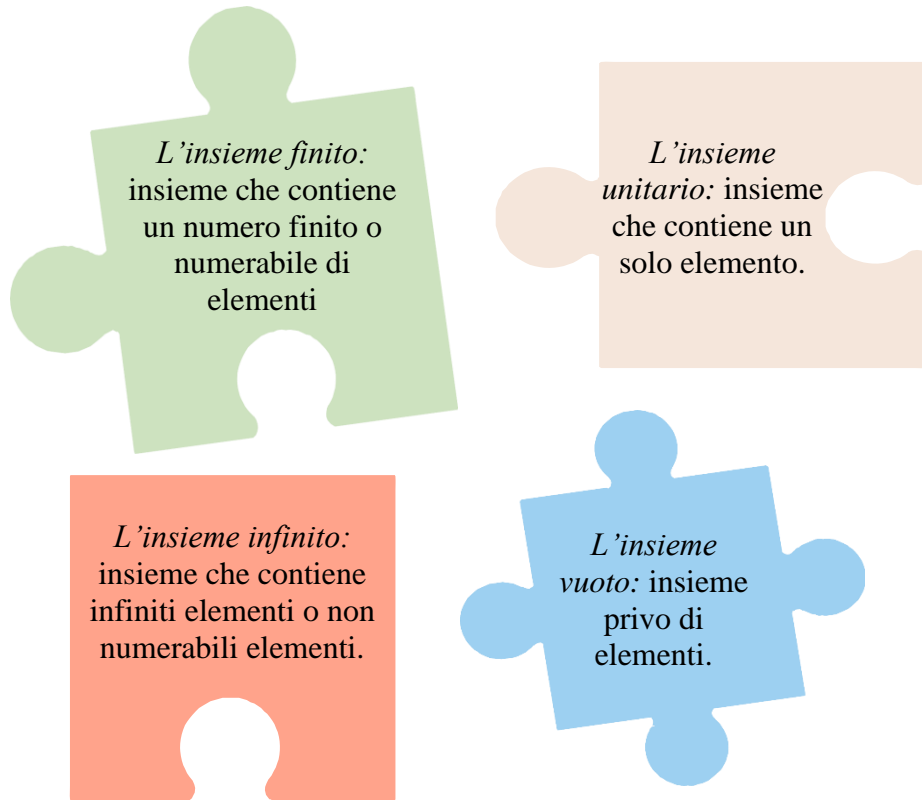 L’insieme finito:
insieme che contiene
un numero finito o
numerabile di
elementi
L’insieme
unitario: insieme
che contiene un
solo elemento.
L’insieme infinito:
insieme che contiene
infiniti elementi o non
numerabili elementi.
L’insieme
vuoto: insieme
privo di
elementi.